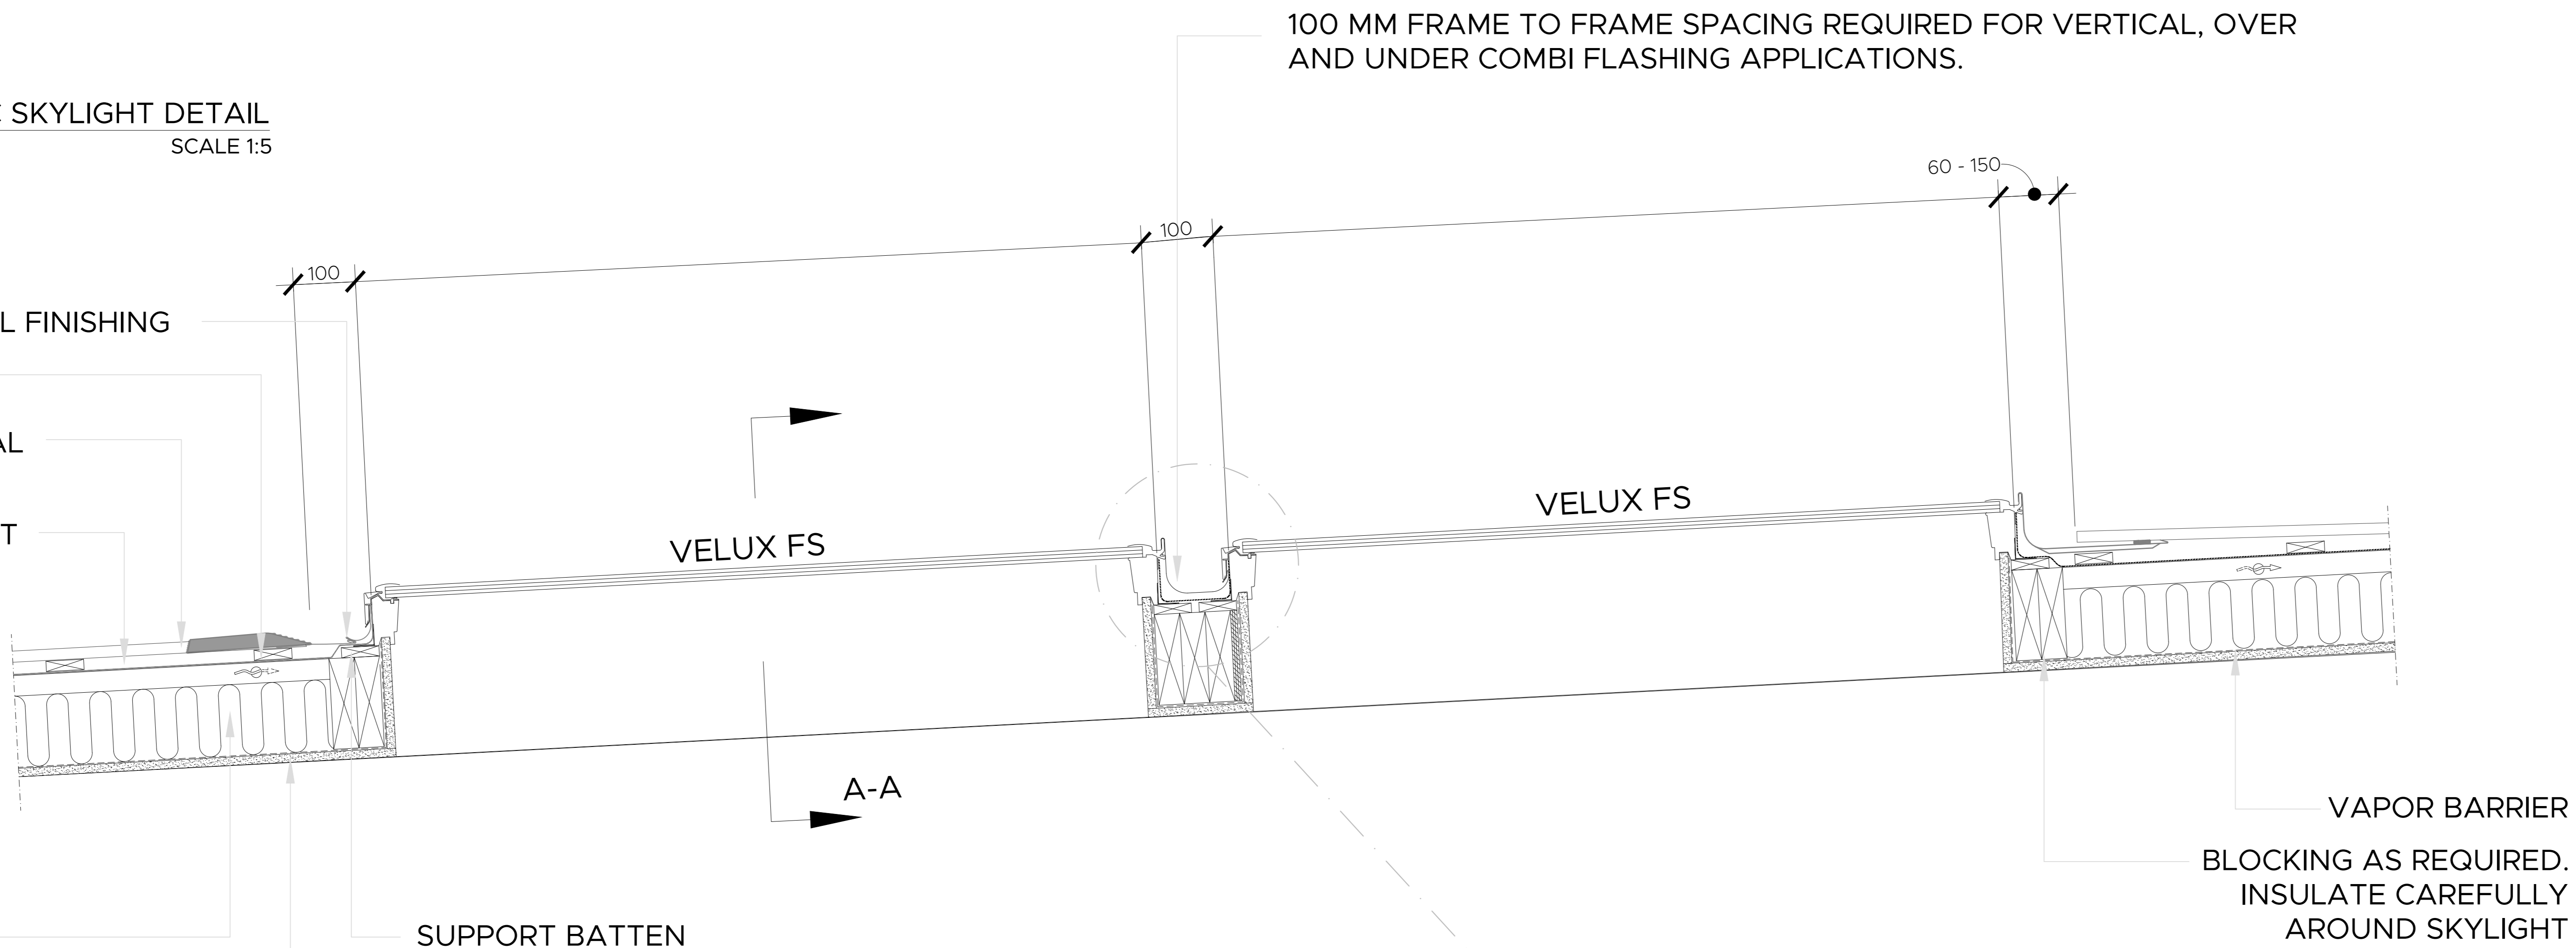 100 MM FRAME TO FRAME SPACING REQUIRED FOR VERTICAL, OVER
AND UNDER COMBI FLASHING APPLICATIONS.
SKYLIGHT DETAIL
SCALE 1:5
60 - 150
100
100
FINISHING
VELUX FS
VELUX FS
A-A
VAPOR BARRIER
BLOCKING AS REQUIRED.
INSULATE CAREFULLY
AROUND SKYLIGHT
SUPPORT BATTEN